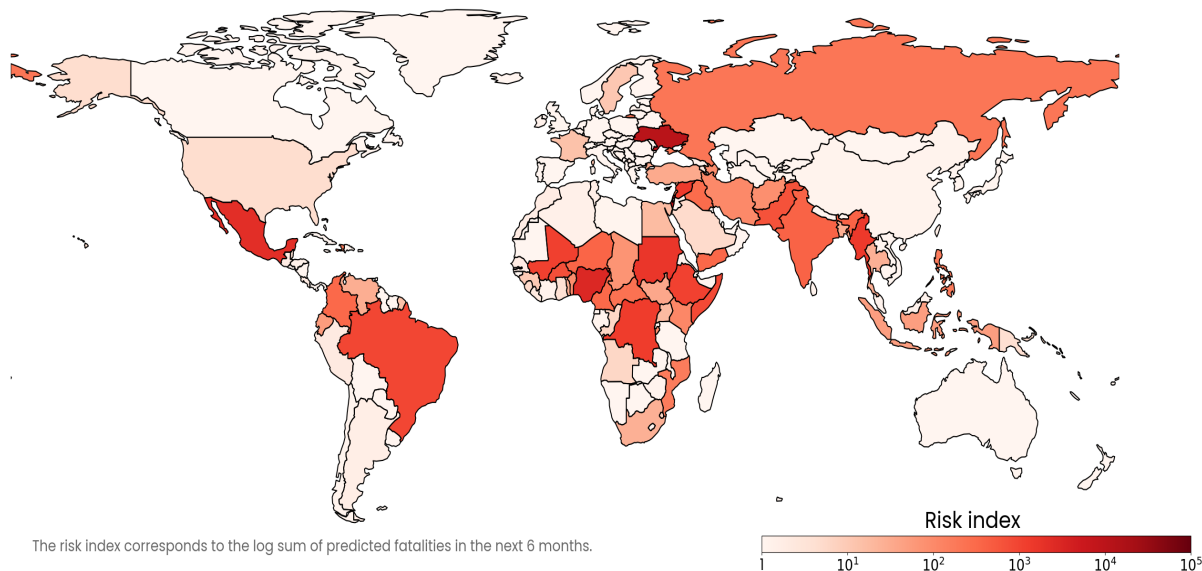 Risk index
The risk index corresponds to the log sum of predicted fatalities in the next 6 months.
1 10¹ 10² 10³ 10⁴ 10⁵